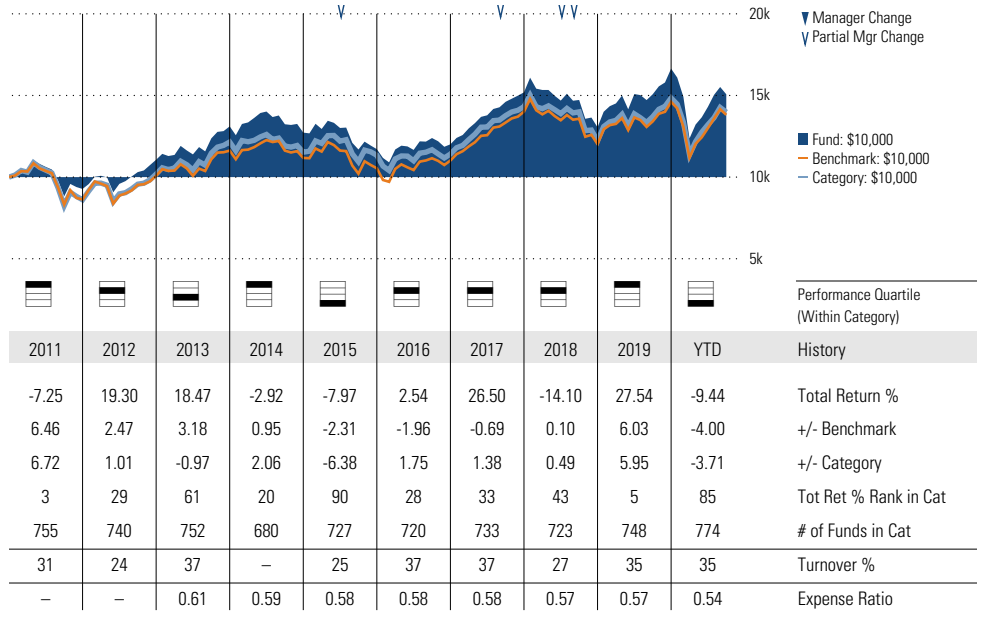 20k
Manager Change
Partial Mgr Change
15k
Fund: $10,000
Benchmark: $10,000
Category: $10,000
10k
5k
Performance Quartile
(Within Category)
2011 2012 2013 2014 2015 2016 2017 2018 2019 YTD History
-7.25 19.30 18.47 -2.92 -7.97 2.54 26.50 -14.10 27.54 -9.44 Total Return %
6.46 2.47 3.18 0.95 -2.31 -1.96 -0.69 0.10 6.03 -4.00 +/- Benchmark
6.72 1.01 -0.97 2.06 -6.38 1.75 1.38 0.49 5.95 -3.71 +/- Category
3 29 61 20 90 28 33 43 5 85 Tot Ret % Rank in Cat
755 740 752 680 727 720 733 723 748 774 # of Funds in Cat
31 24 37 – 25 37 37 27 35 35 Turnover %
– – 0.61 0.59 0.58 0.58 0.58 0.57 0.57 0.54 Expense Ratio